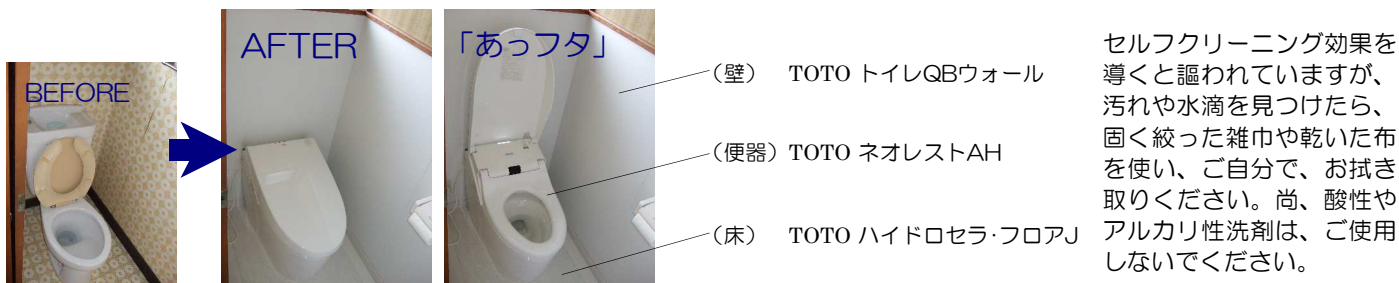 BEFORE
AFTER
「あっフタ」
(壁) TOTO トイレQBウォール
(便器) TOTO ネオレストAH
(床) TOTO ハイドロセラ・フロアJ
セルフクリーニング効果を
導くと謳われていますが、
汚れや水滴を見つけたら、
固く絞った雑巾や乾いた布
を使い、ご自分で、お拭き
取りください。尚、酸性や
アルカリ性洗剤は、ご使用
しないでください。